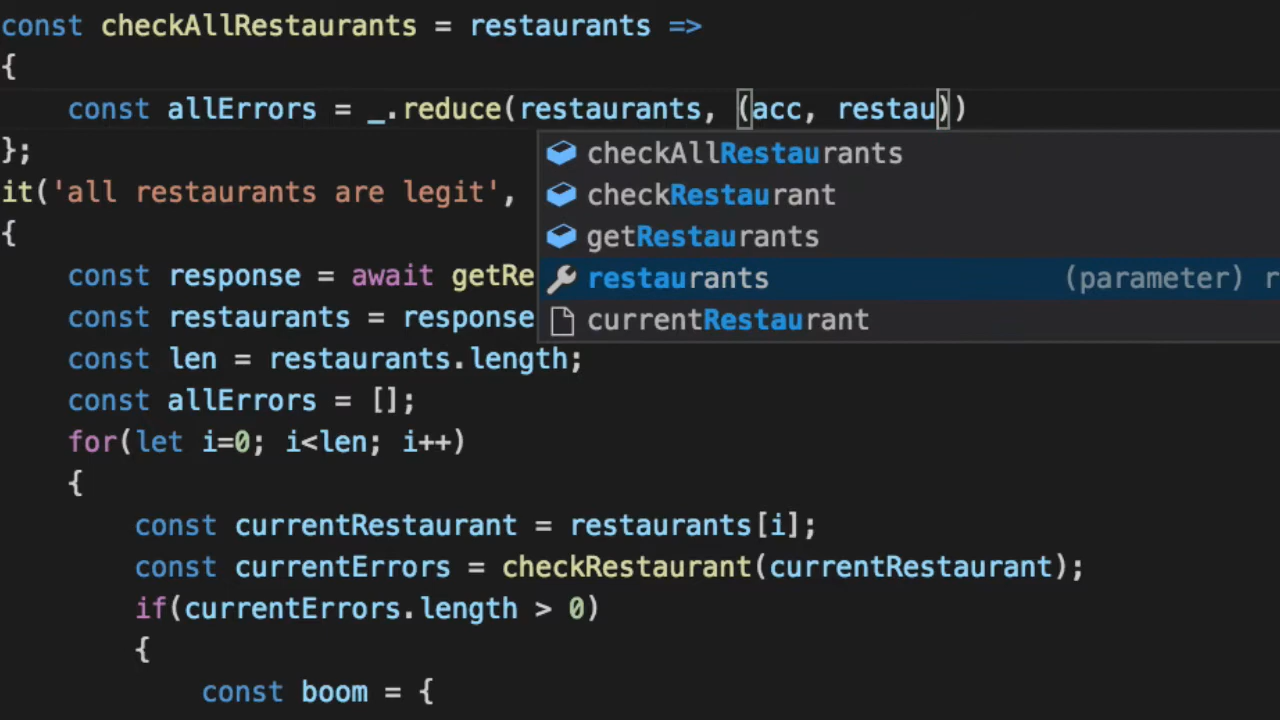 const checkAllRestaurants = restaurants =>
{
const allErrors = _.reduce(restaurants, (acc, restau))
};
checkAllRestaurants
it('all restaurants are legit',
checkRestaurant
{
getRestaurants
const response = await getRe
restaurants (parameter) r
const restaurants = response
currentRestaurant
const len = restaurants.length;
const allErrors = [];
for(let i=0; i<len; i++)
{
const currentRestaurant = restaurants[i];
const currentErrors = checkRestaurant(currentRestaurant);
if(currentErrors.length > 0)
{
const boom = {